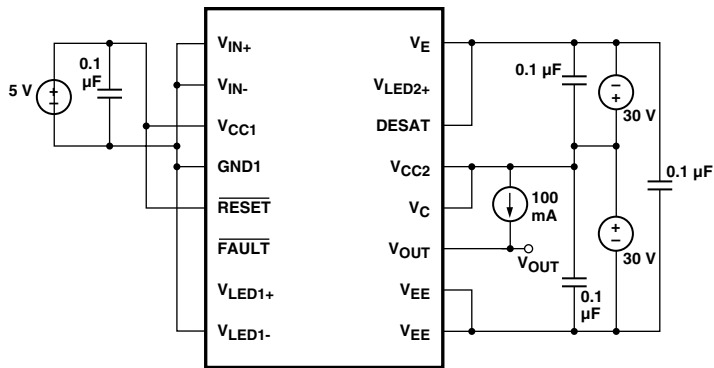 5 V
0.1
µF
V_IN+
V_IN-
V_CC1
GND1
RESET
FAULT
V_LED1+
V_LED1-
V_E
V_LED2+
DESAT
V_CC2
V_C
V_OUT
V_EE
V_EE
0.1 µF
30 V
0.1 µF
100
mA
V_OUT
30 V
0.1
µF